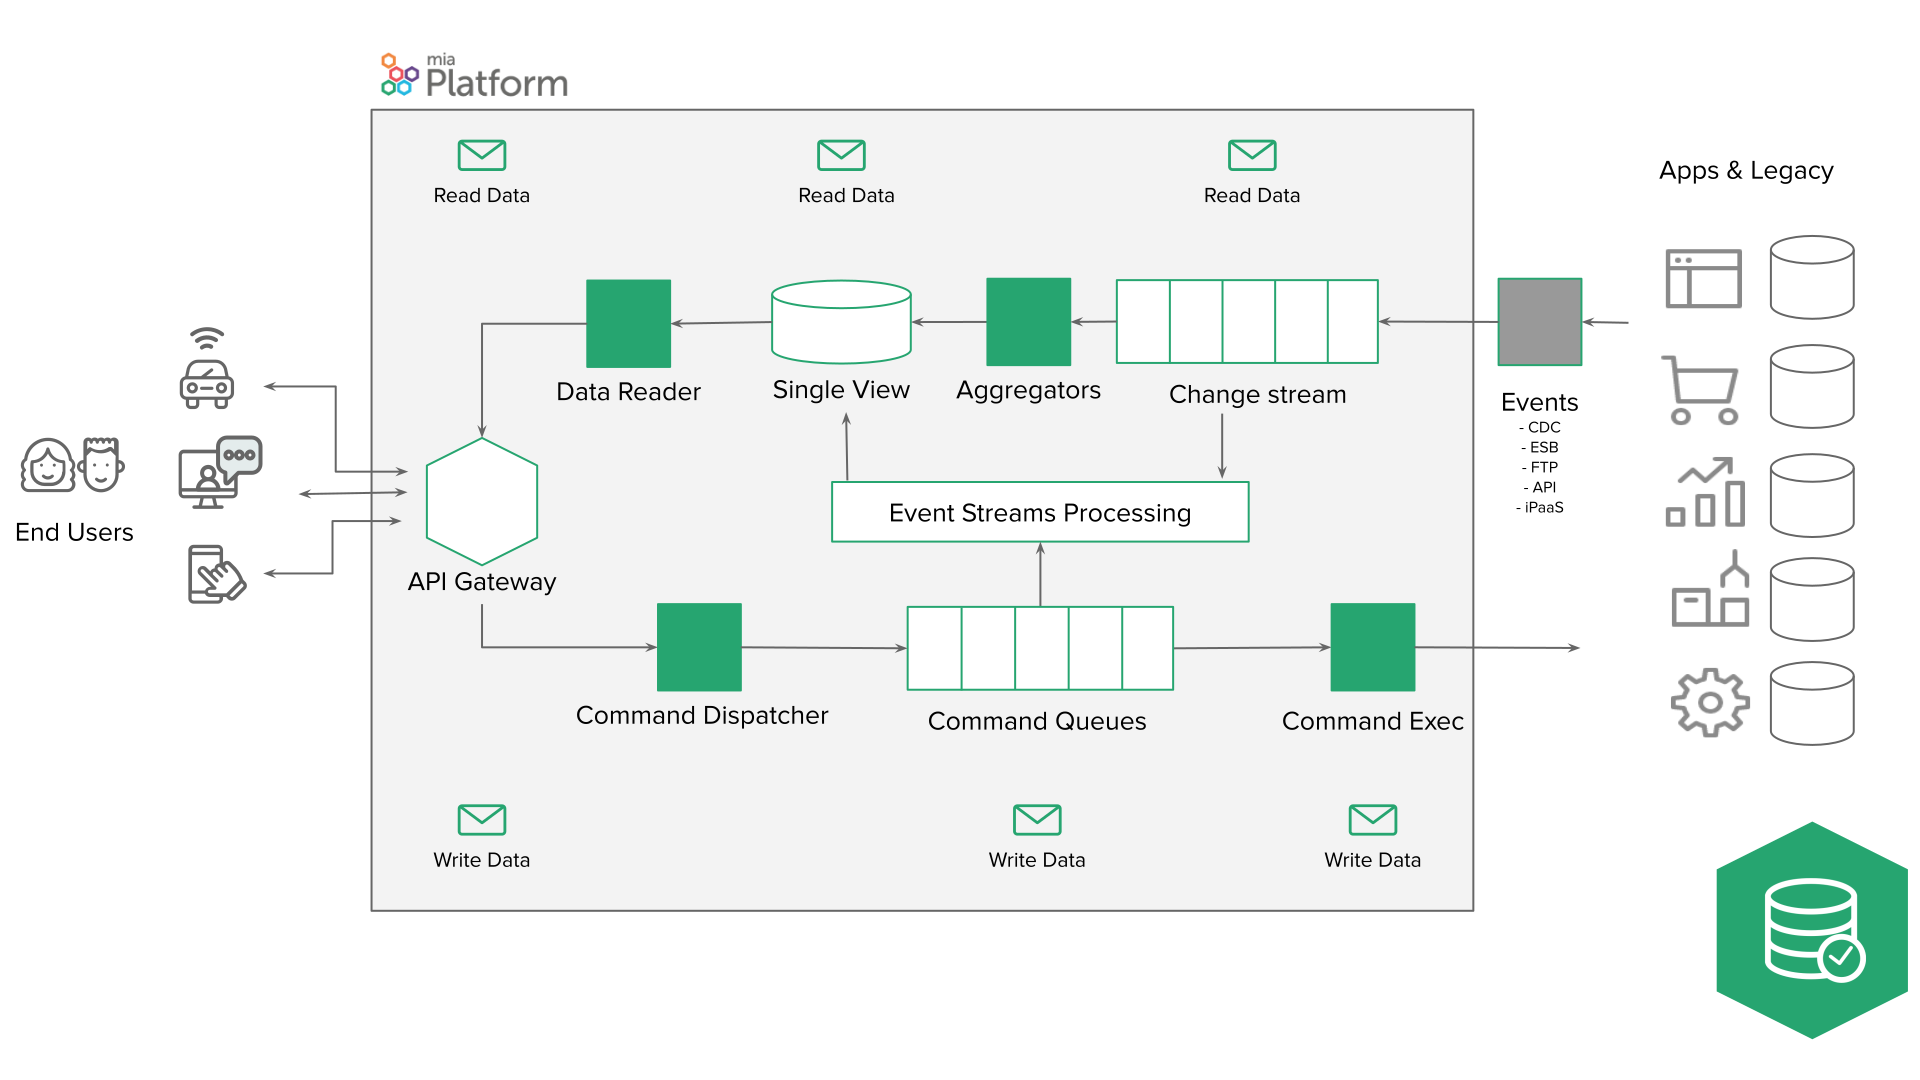 mia
Platform
Read Data
Read Data
Read Data
Apps & Legacy
Data Reader
Single View
Aggregators
Change stream
Events
- CDC
- ESB
- FTP
- API
- iPaaS
End Users
Event Streams Processing
API Gateway
Command Dispatcher
Command Queues
Command Exec
Write Data
Write Data
Write Data